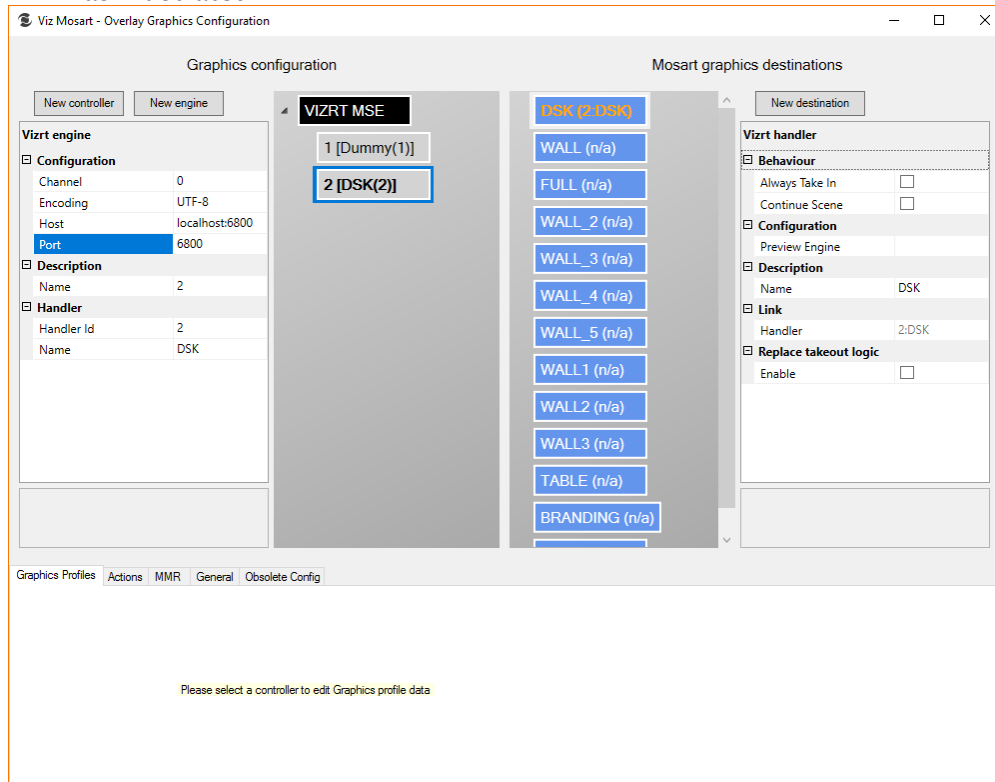 Viz Mosart - Overlay Graphics Configuration
Graphics configuration
Mosart graphics destinations
New controller
New engine
Vizrt engine
Configuration
Channel 0
Encoding UTF-8
Host localhost:6800
Port 6800
Description
Name 2
Handler
Handler Id 2
Name DSK
VIZRT MSE
1 [Dummy(1)]
2 [DSK(2)]
DSK (2:DSK)
WALL (n/a)
FULL (n/a)
WALL_2 (n/a)
WALL_3 (n/a)
WALL_4 (n/a)
WALL_5 (n/a)
WALL1 (n/a)
WALL2 (n/a)
WALL3 (n/a)
TABLE (n/a)
BRANDING (n/a)
New destination
Vizrt handler
Behaviour
Always Take In
Continue Scene
Configuration
Preview Engine
Description
Name DSK
Link
Handler 2:DSK
Replace takeout logic
Enable
Graphics Profiles Actions MMR General Obsolete Config
Please select a controller to edit Graphics profile data